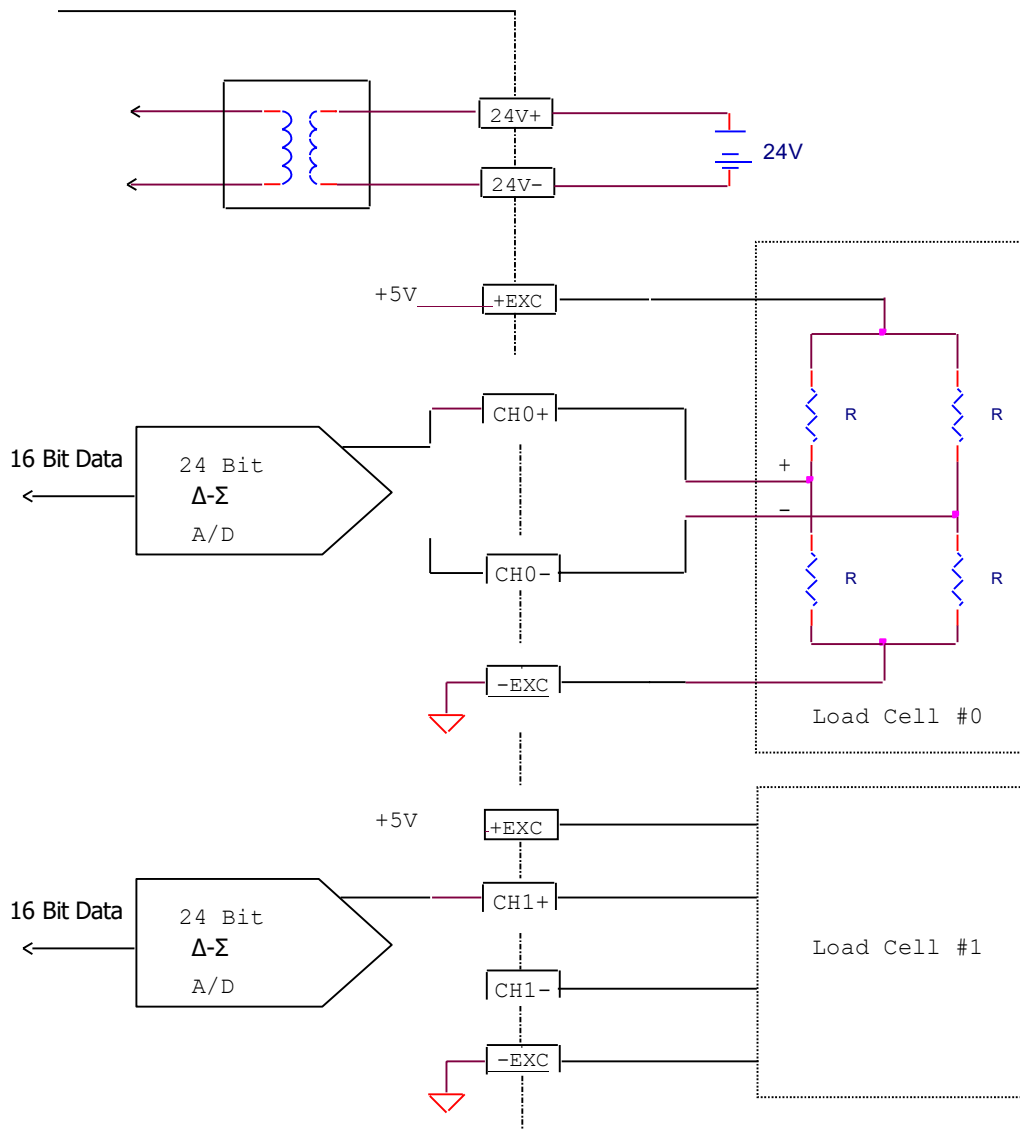 24V+
24V
24V-
+5V
+EXC
CH0+
R
R
16 Bit Data
24 Bit
Δ-Σ
A/D
+
-
CH0-
R
R
-EXC
Load Cell #0
+5V
+EXC
16 Bit Data
24 Bit
Δ-Σ
A/D
CH1+
Load Cell #1
CH1-
-EXC